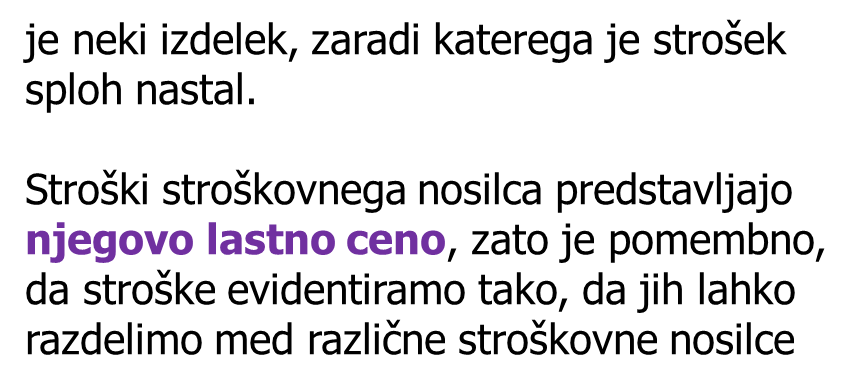 je neki izdelek, zaradi katerega je strošek
sploh nastal.
Stroški stroškovnega nosilca predstavljajo
njegovo lastno ceno, zato je pomembno,
da stroške evidentiramo tako, da jih lahko
razdelimo med različne stroškovne nosilce